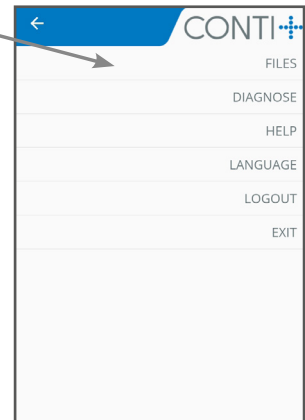 CONTI+
FILES
DIAGNOSE
HELP
LANGUAGE
LOGOUT
EXIT